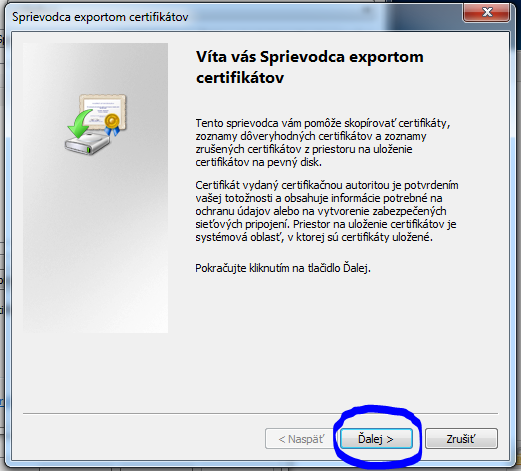 Sprievodca exportom certifikátov
Víta vás Sprievodca exportom
certifikátov
Tento sprievodca vám pomôže skopírovať certifikáty,
zoznamy dôveryhodných certifikátov a zoznamy
zrušených certifikátov z priestoru na uloženie
certifikátov na pevný disk.
Certifikát vydaný certifikačnou autoritou je potvrdením
vašej totožnosti a obsahuje informácie potrebné na
ochranu údajov alebo na vytvorenie zabezpečených
sieťových pripojení. Priestor na uloženie certifikátov je
systémová oblasť, v ktorej sú certifikáty uložené.
Pokračujte kliknutím na tlačidlo Ďalej.
< Naspäť
Ďalej >
Zrušiť